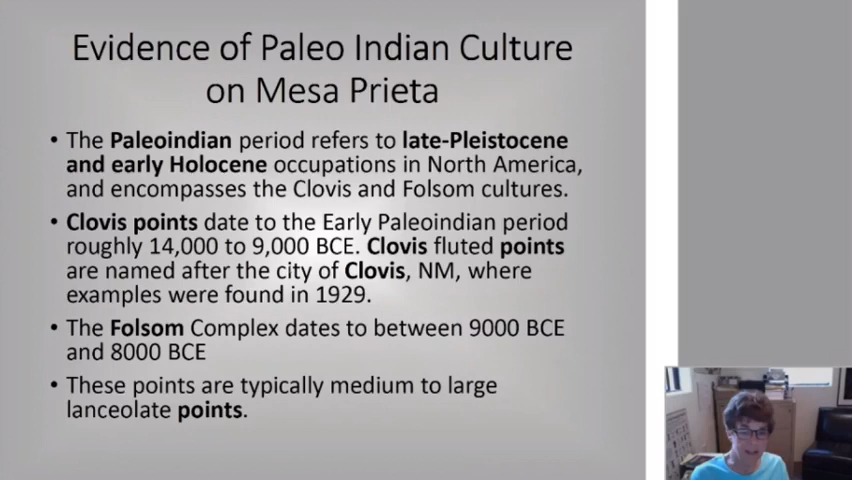 Evidence of Paleo Indian Culture
on Mesa Prieta
• The Paleoindian period refers to late-Pleistocene
and early Holocene occupations in North America,
and encompasses the Clovis and Folsom cultures.
• Clovis points date to the Early Paleoindian period
roughly 14,000 to 9,000 BCE. Clovis fluted points
are named after the city of Clovis, NM, where
examples were found in 1929.
• The Folsom Complex dates to between 9000 BCE
and 8000 BCE
• These points are typically medium to large
lanceolate points.